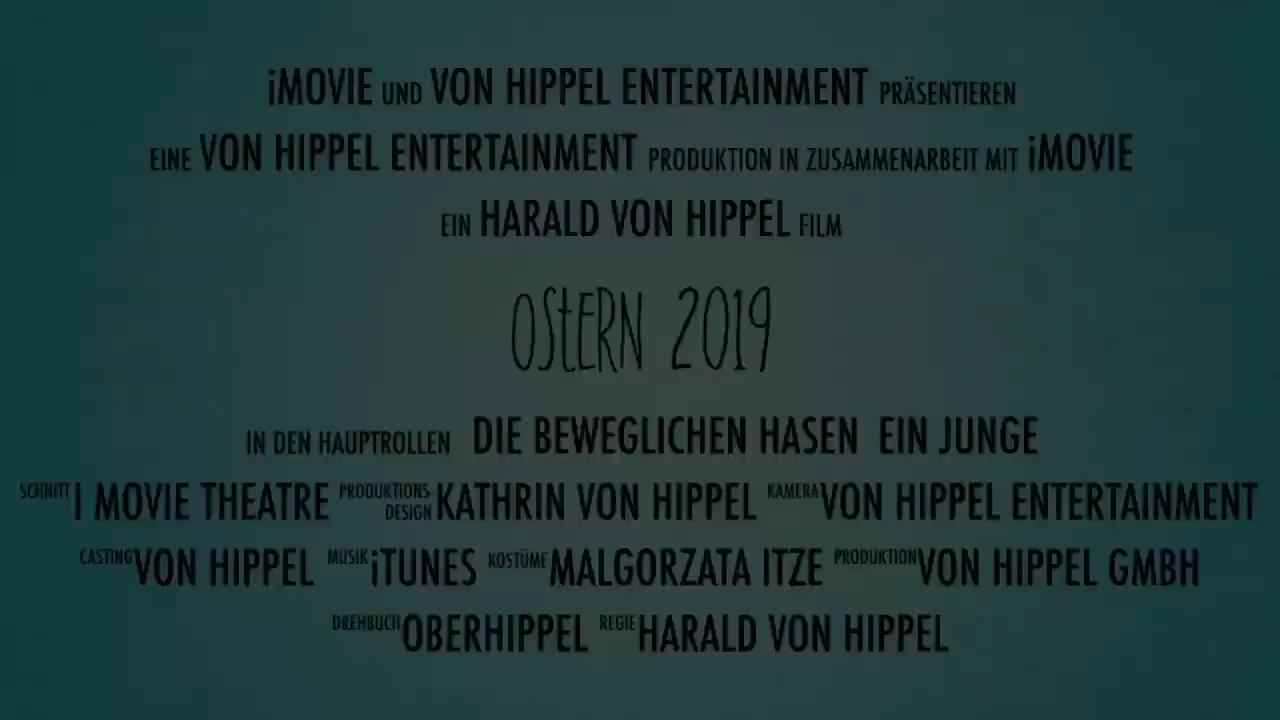 iMOVIE UND VON HIPPEL ENTERTAINMENT PRÄSENTIEREN
EINE VON HIPPEL ENTERTAINMENT PRODUKTION IN ZUSAMMENARBEIT MIT iMOVIE
EIN HARALD VON HIPPEL FILM
OStERN 2019
IN DEN HAUPTROLLEN DIE BEWEGLICHEN HASEN EIN JUNGE
SCHNITT I MOVIE THEATRE PRODUKTIONS-DESIGN KATHRIN VON HIPPEL KAMERA VON HIPPEL ENTERTAINMENT
CASTING VON HIPPEL MUSIK iTUNES KOSTÜME MALGORZATA ITZE PRODUKTION VON HIPPEL GMBH
DREHBUCH OBERHIPPEL REGIE HARALD VON HIPPEL